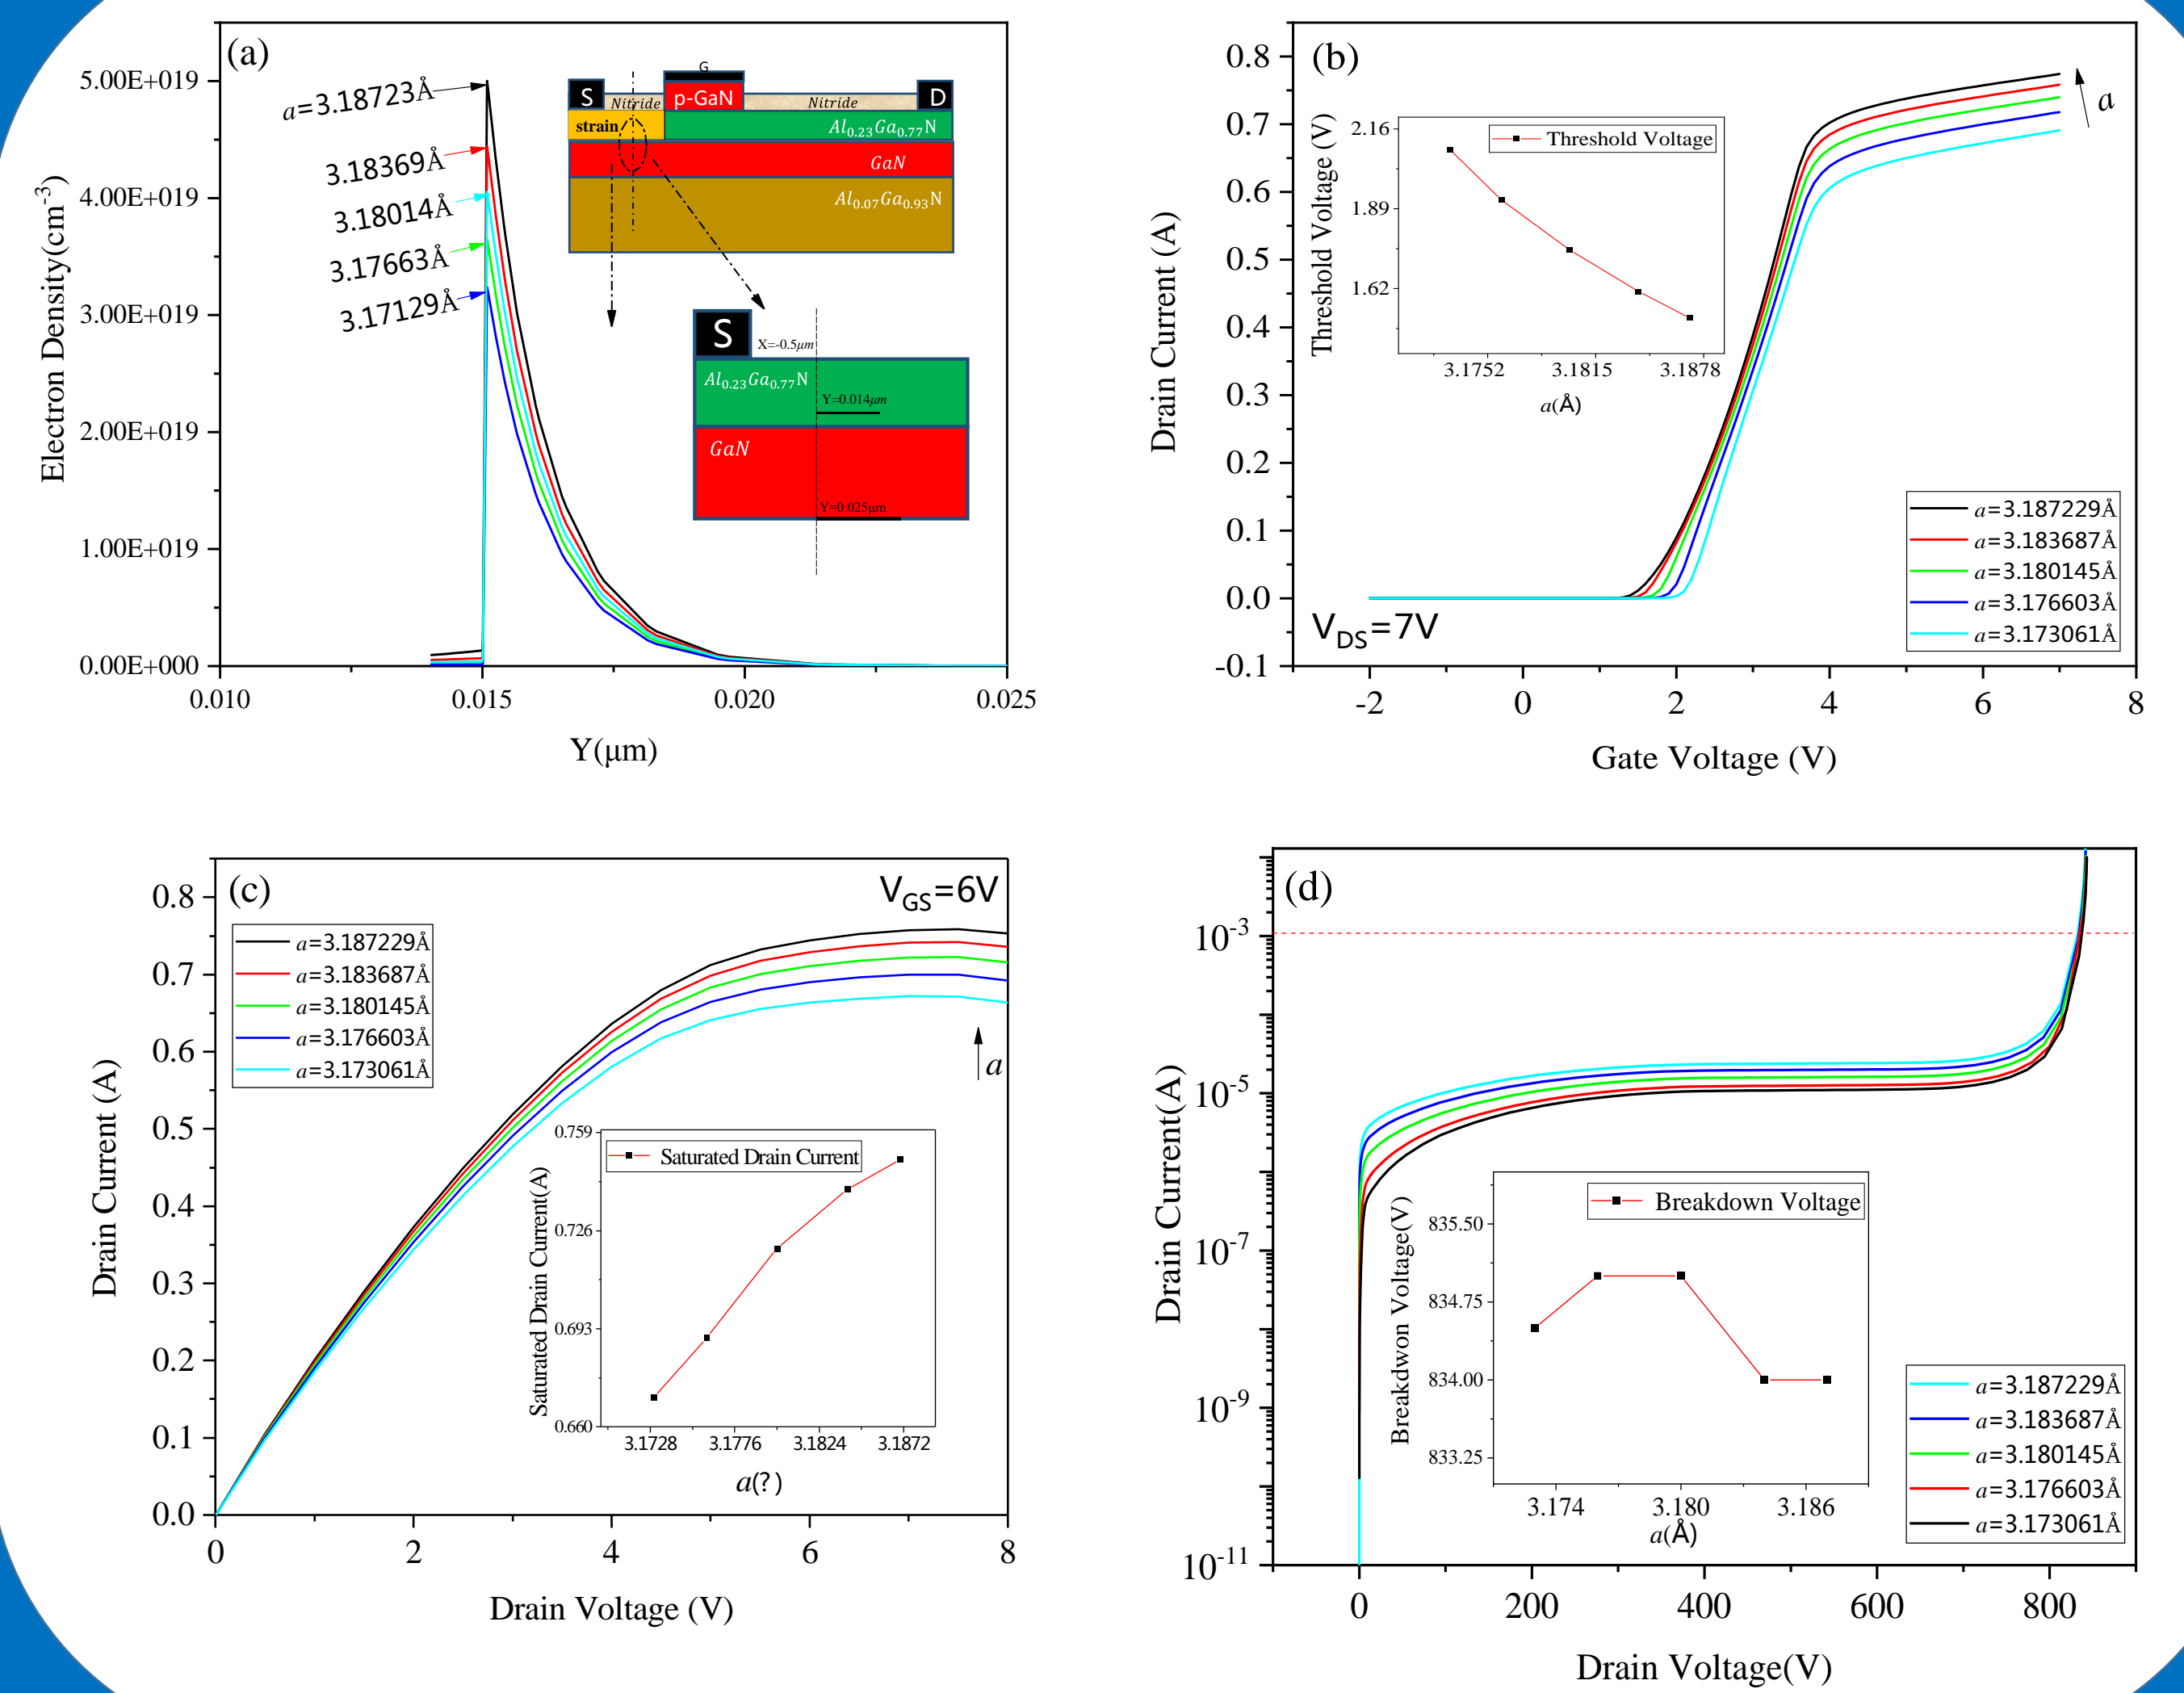 (a)
5.00E+019
4.00E+019
3.00E+019
2.00E+019
1.00E+019
0.00E+000
Electron Density(cm-3)
a=3.18723Å
3.18369Å
3.18014Å
3.17663Å
3.17129Å
G
S
Nitride
p-GaN
Nitride
D
strain
Al0.23Ga0.77N
GaN
Al0.07Ga0.93N
S
X=-0.5μm
Al0.23Ga0.77N
Y=0.014μm
GaN
Y=0.025μm
0.010
0.015
0.020
0.025
Y(μm)
(b)
0.8
0.7
0.6
0.5
0.4
0.3
0.2
0.1
0.0
-0.1
Drain Current (A)
a
Threshold Voltage
2.16
1.89
1.62
Threshold Voltage (V)
3.1752
3.1815
3.1878
a(Å)
a=3.187229Å
a=3.183687Å
a=3.180145Å
a=3.176603Å
a=3.173061Å
VDS=7V
-2
0
2
4
6
8
Gate Voltage (V)
(c)
VGS=6V
0.8
0.7
0.6
0.5
0.4
0.3
0.2
0.1
0.0
Drain Current (A)
a=3.187229Å
a=3.183687Å
a=3.180145Å
a=3.176603Å
a=3.173061Å
a
Saturated Drain Current
0.759
0.726
0.693
0.660
Saturated Drain Current(A)
3.1728
3.1776
3.1824
3.1872
a(?)
0
2
4
6
8
Drain Voltage (V)
(d)
10-3
10-5
10-7
10-9
10-11
Drain Current(A)
Breakdown Voltage
835.50
834.75
834.00
833.25
Breakdwon Voltage(V)
3.174
3.180
3.186
a(Å)
a=3.187229Å
a=3.183687Å
a=3.180145Å
a=3.176603Å
a=3.173061Å
0
200
400
600
800
Drain Voltage(V)